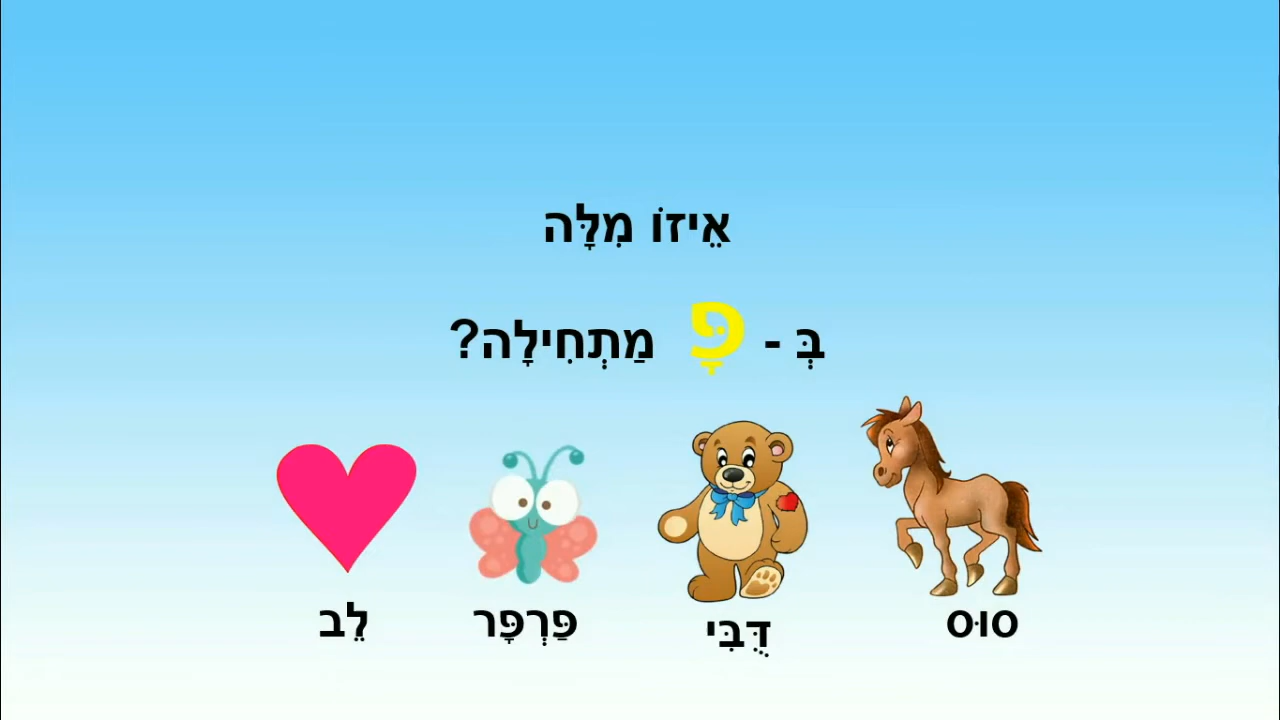 אֵיזוֹ מִלָּה
בְּ - פָּ מַתְחִילָה?
סוּס
דֻּבִּי
פַּרְפָּר
לֵב